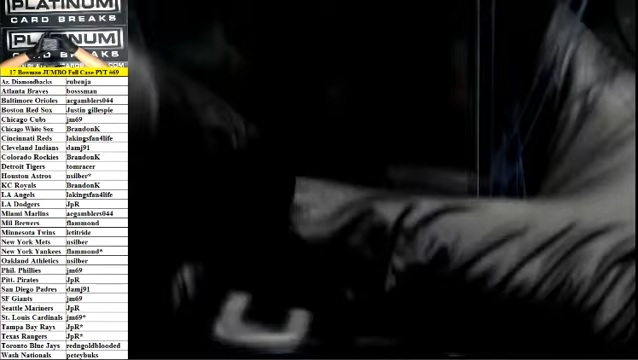 PLATINUM
CARD BREAKS
PLATINUM
CARD BREAKS
17 Bowman JUMBO Full Case PYT #69
Az. Diamondbacks rubenja
Atlanta Braves bosssman
Baltimore Orioles acgamblers044
Boston Red Sox Justin gillespie
Chicago Cubs jm69
Chicago White Sox BrandonK
Cincinnati Reds lakingsfan4life
Cleveland Indians damj91
Colorado Rockies BrandonK
Detroit Tigers tomracer
Houston Astros nsilber*
KC Royals BrandonK
LA Angels lakingsfan4life
LA Dodgers JpR
Miami Marlins acgamblers044
Mil Brewers flammond
Minnesota Twins letitride
New York Mets nsilber
New York Yankees flammond*
Oakland Athletics nsilber
Phil. Phillies jm69
Pitt. Pirates JpR
San Diego Padres damj91
SF Giants jm69
Seattle Mariners JpR
St. Louis Cardinals jm69*
Tampa Bay Rays JpR*
Texas Rangers JpR*
Toronto Blue Jays redngoldblooded
Wash Nationals peteybuks